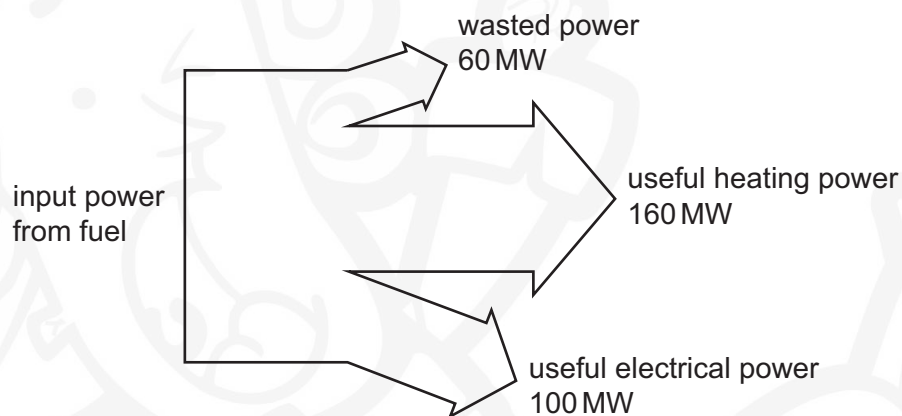 wasted power
60 MW
input power
from fuel
useful heating power
160 MW
useful electrical power
100 MW